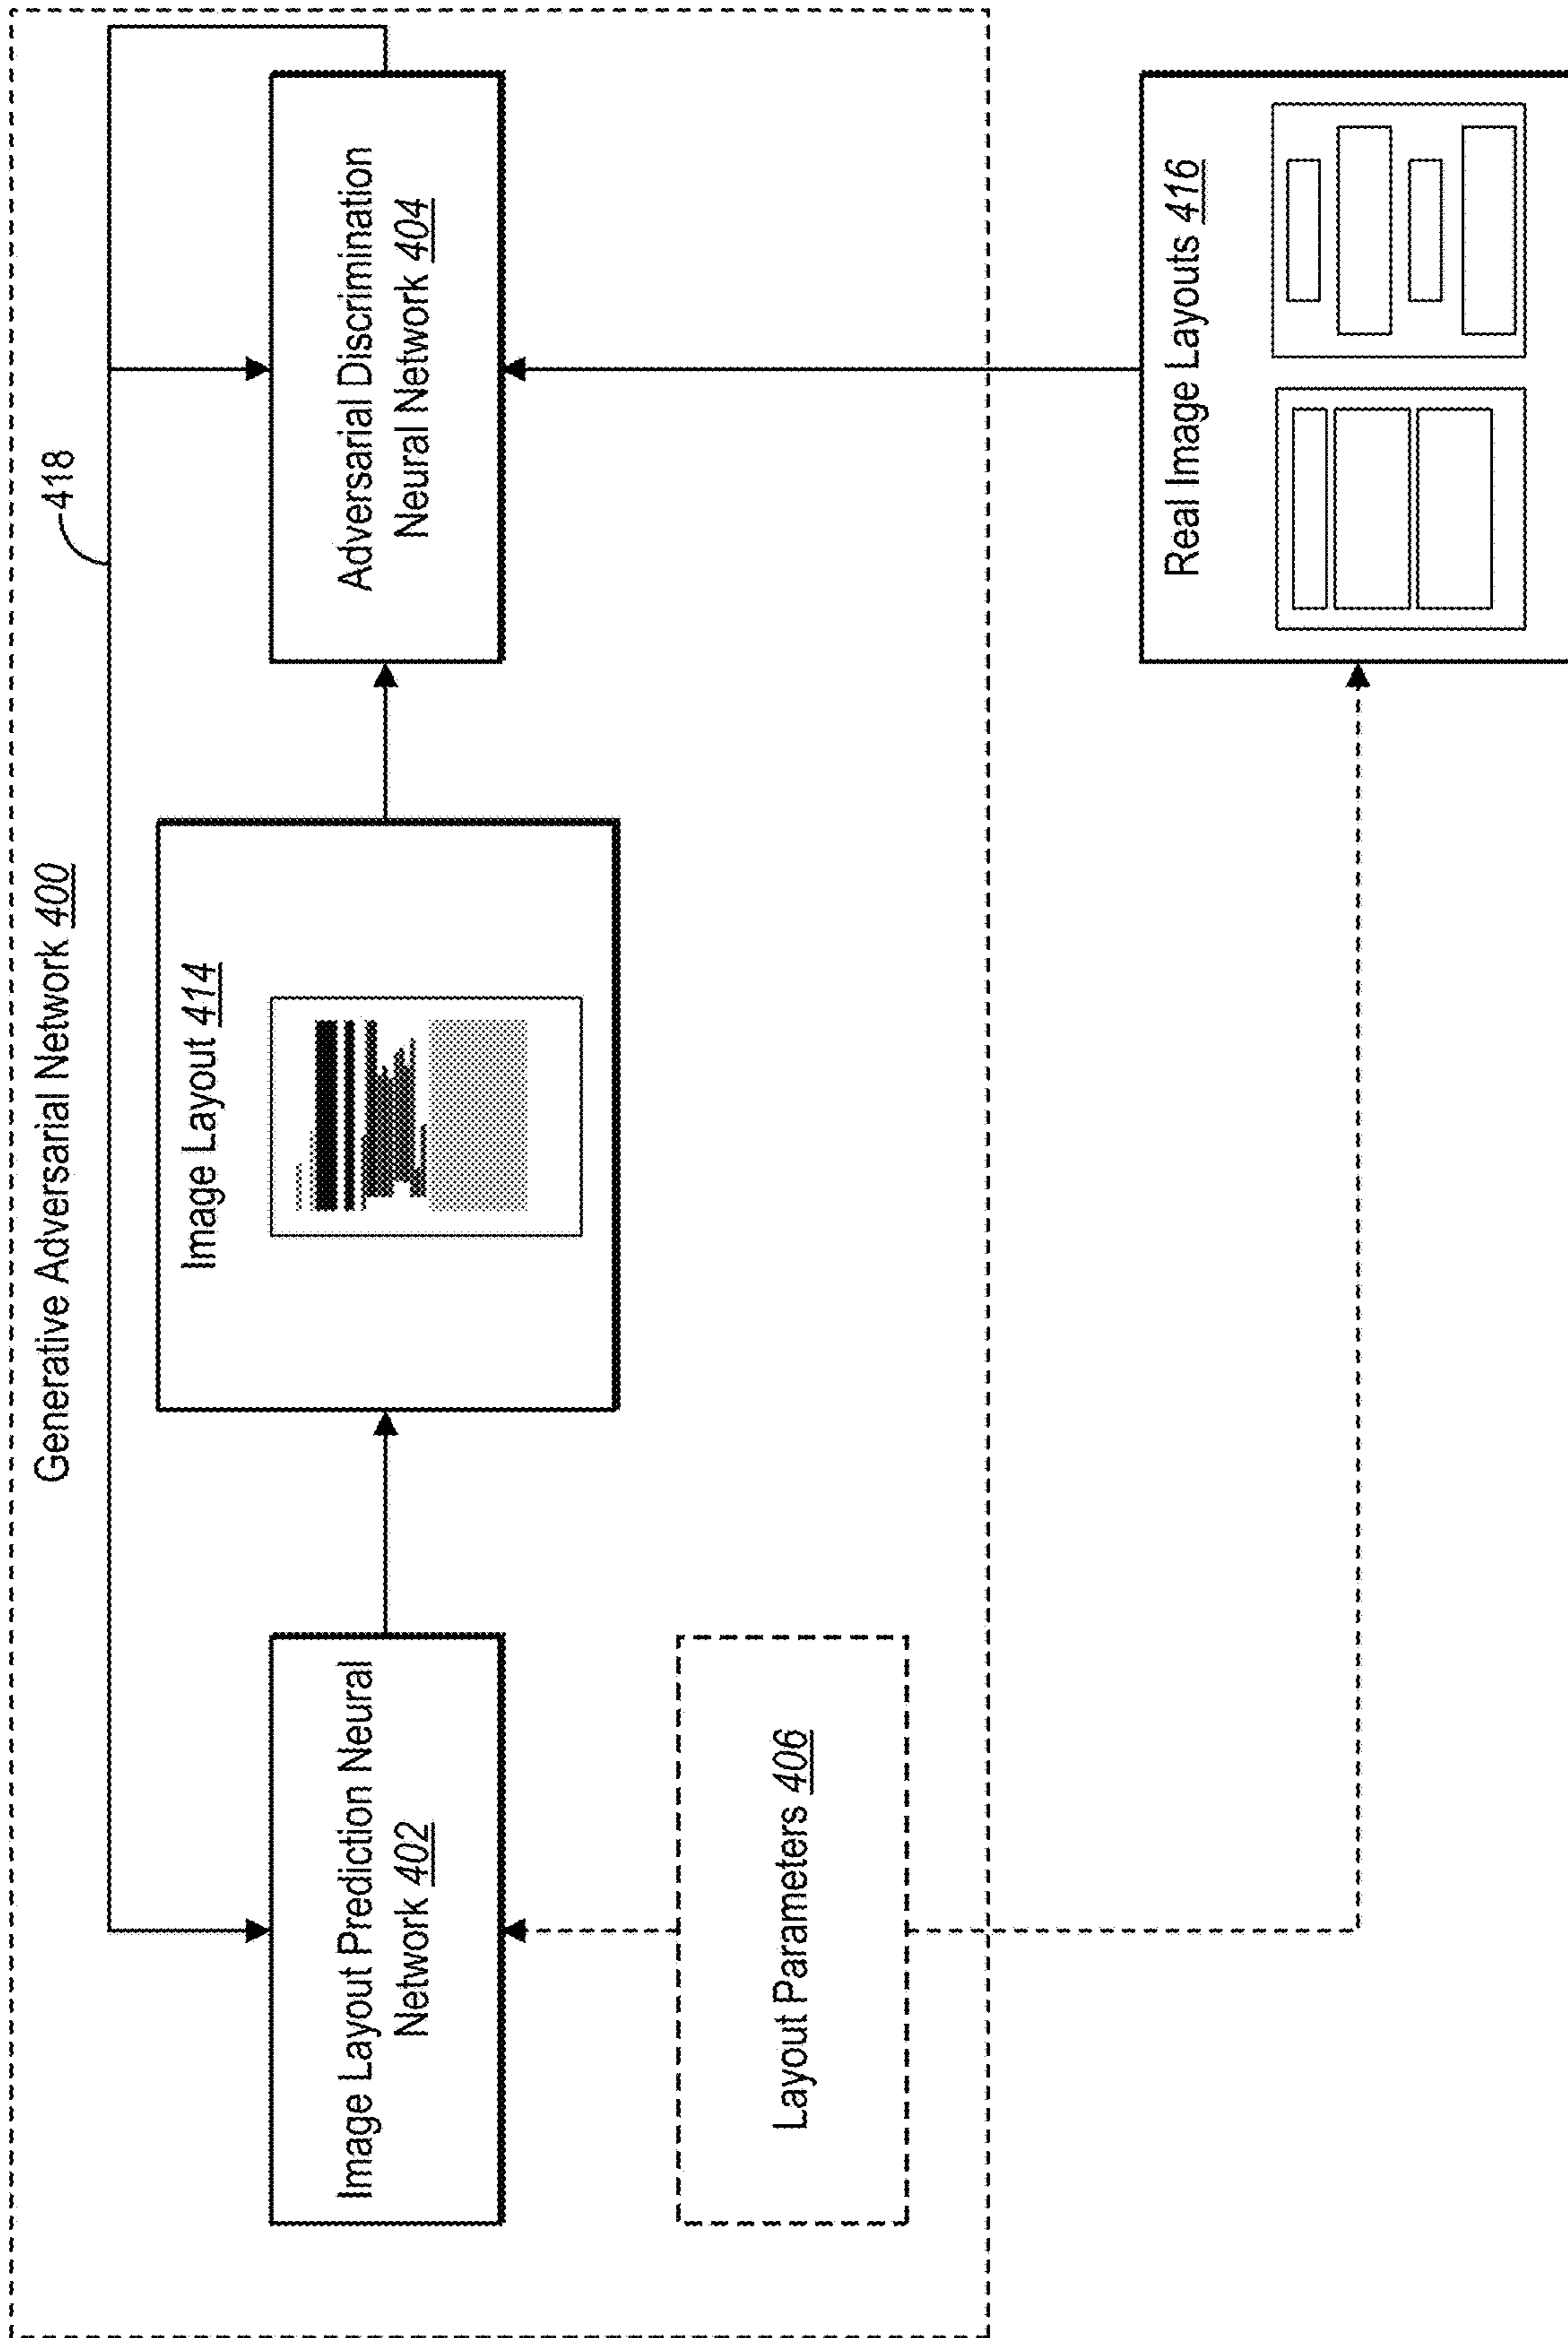 Generative Adversarial Network 400
418
Image Layout Prediction Neural
Network 402
Image Layout 414
Adversarial Discrimination
Neural Network 404
Layout Parameters 406
Real Image Layouts 416